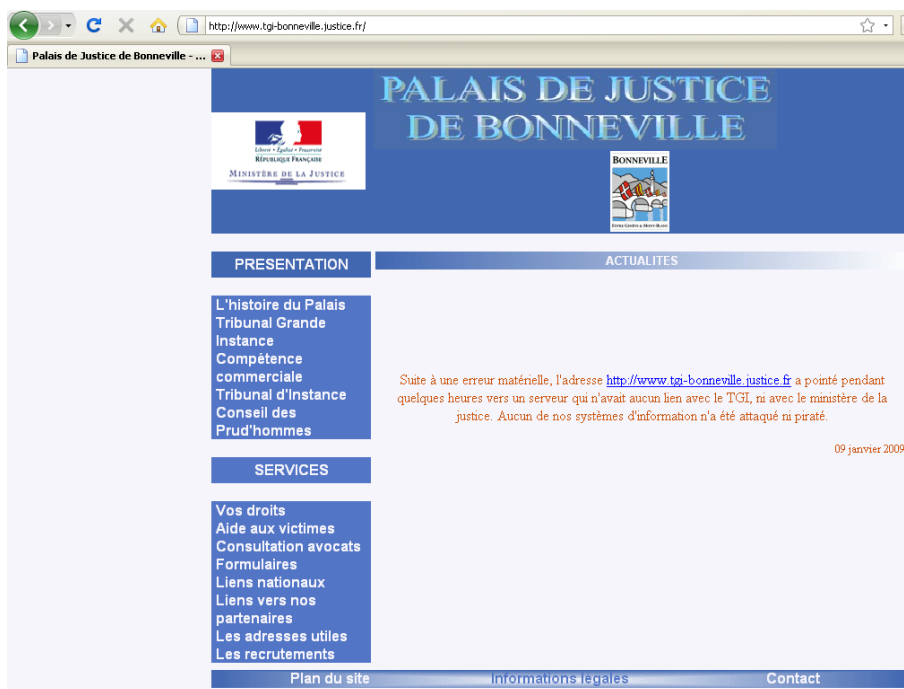 http://www.tgi-bonneville.justice.fr/
Palais de Justice de Bonneville - ...
PALAIS DE JUSTICE
DE BONNEVILLE
Liberté • Égalité • Fraternité
RÉPUBLIQUE FRANÇAISE
MINISTÈRE DE LA JUSTICE
BONNEVILLE
ENTRE GENÈVE & MONT-BLANC
PRESENTATION
L'histoire du Palais
Tribunal Grande
Instance
Compétence
commerciale
Tribunal d'Instance
Conseil des
Prud'hommes
SERVICES
Vos droits
Aide aux victimes
Consultation avocats
Formulaires
Liens nationaux
Liens vers nos
partenaires
Les adresses utiles
Les recrutements
ACTUALITES
Suite à une erreur matérielle, l'adresse http://www.tgi-bonneville.justice.fr a pointé pendant
quelques heures vers un serveur qui n'avait aucun lien avec le TGI, ni avec le ministère de la
justice. Aucun de nos systèmes d'information n'a été attaqué ni piraté.
09 janvier 2009
Plan du site
Informations légales
Contact